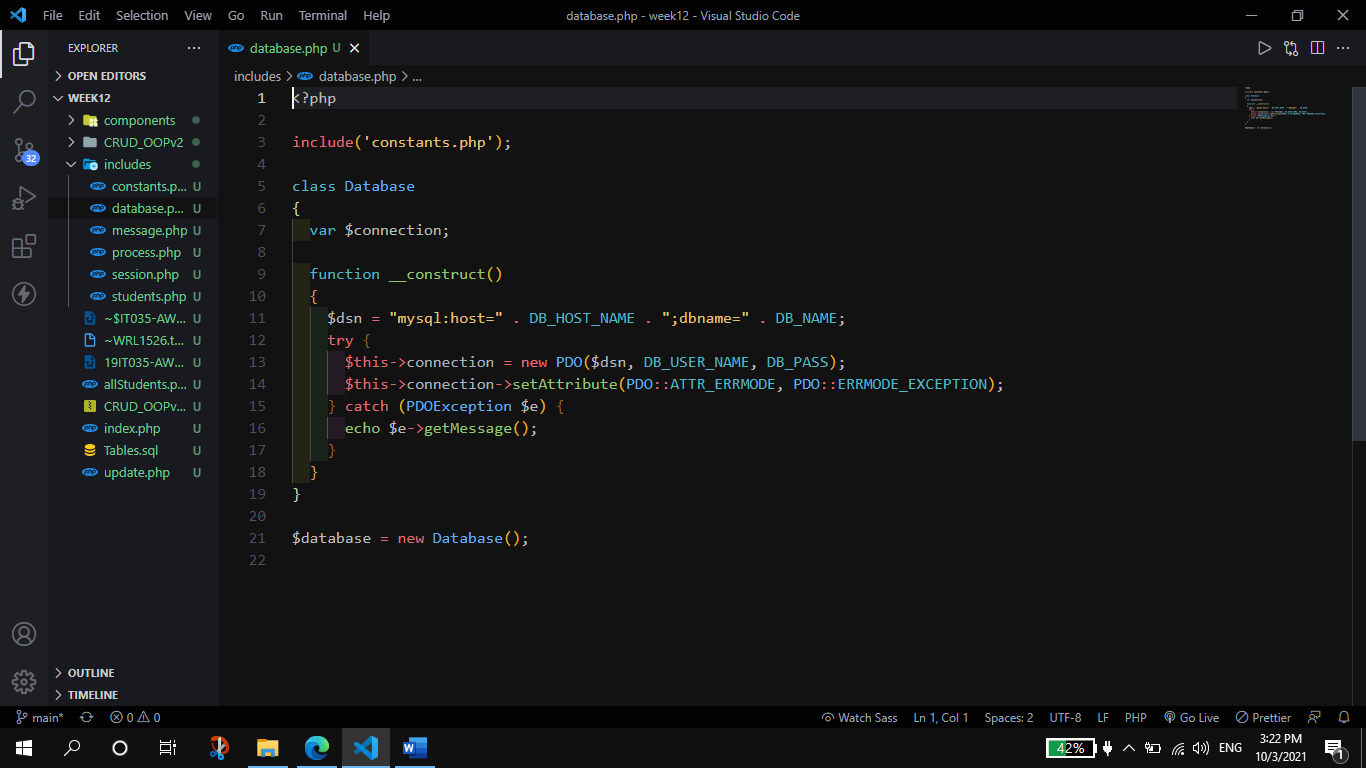 File Edit Selection View Go Run Terminal Help database.php - week12 - Visual Studio Code
EXPLORER
OPEN EDITORS
WEEK12
components
CRUD_OOPv2
includes
constants.p... U
database.p... U
message.php U
process.php U
session.php U
students.php U
~$IT035-AW... U
~WRL1526.t... U
19IT035-AW... U
allStudents.p... U
CRUD_OOPv... U
index.php U
Tables.sql U
update.php U
OUTLINE
TIMELINE
32
php database.php U
includes > database.php > ...
1 <?php
2
3 include('constants.php');
4
5 class Database
6 {
7 var $connection;
8
9 function __construct()
10 {
11 $dsn = "mysql:host=" . DB_HOST_NAME . ";dbname=" . DB_NAME;
12 try {
13 $this->connection = new PDO($dsn, DB_USER_NAME, DB_PASS);
14 $this->connection->setAttribute(PDO::ATTR_ERRMODE, PDO::ERRMODE_EXCEPTION);
15 } catch (PDOException $e) {
16 echo $e->getMessage();
17 }
18 }
19 }
20
21 $database = new Database();
22
main* 0 0 Watch Sass Ln 1, Col 1 Spaces: 2 UTF-8 LF PHP Go Live Prettier
42% ENG 3:22 PM
10/3/2021 1